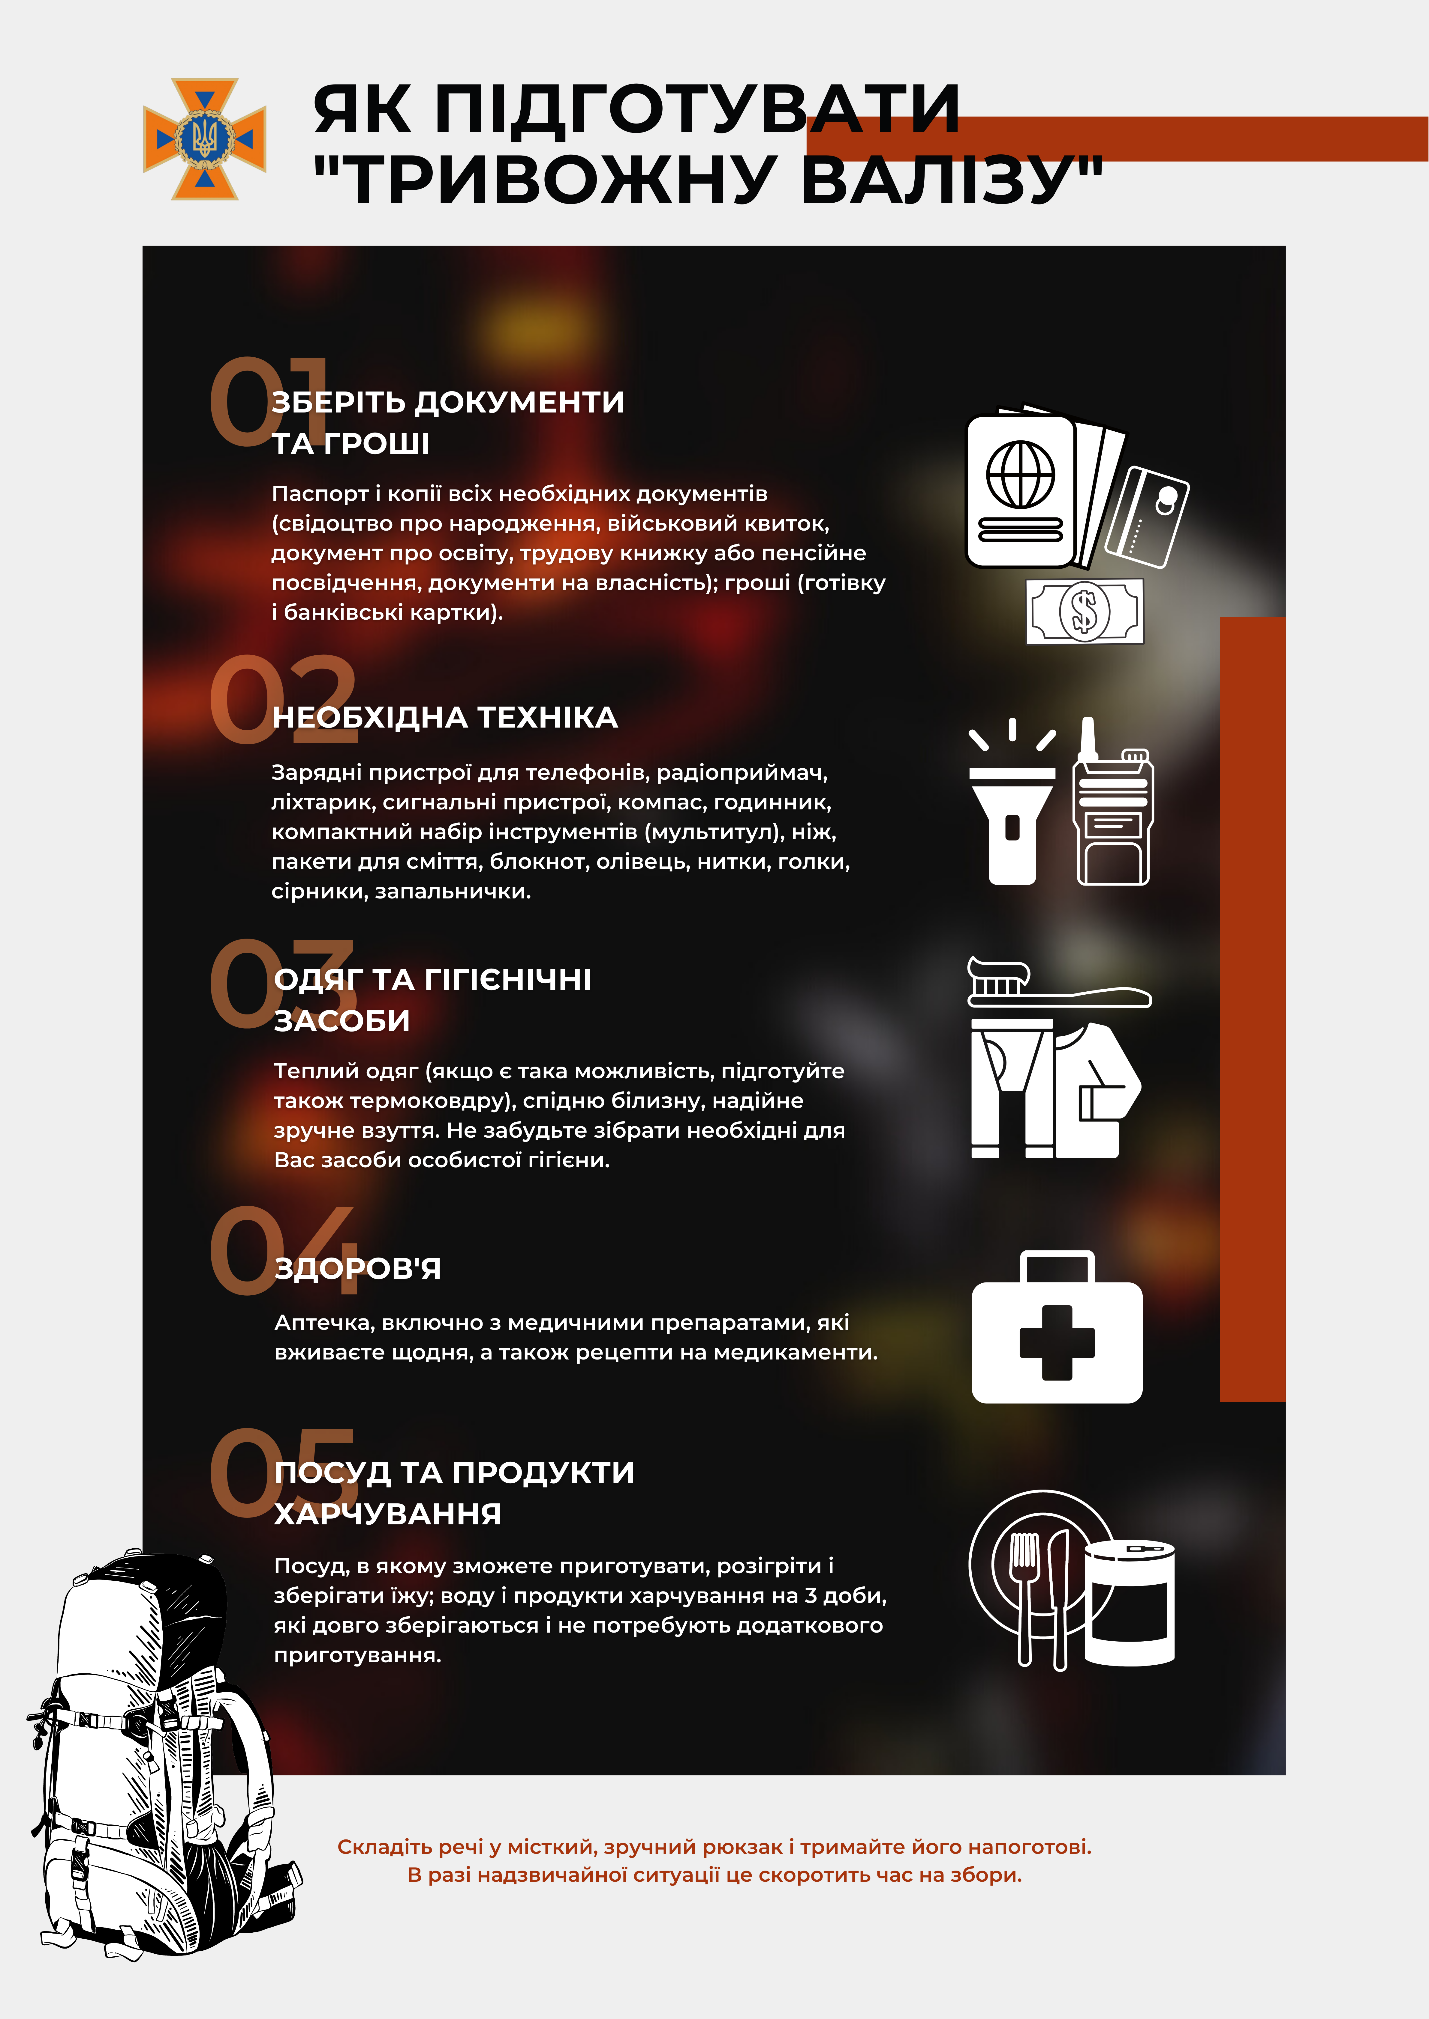 ЯК ПІДГОТУВАТИ
"ТРИВОЖНУ ВАЛІЗУ"
01
ЗБЕРІТЬ ДОКУМЕНТИ
ТА ГРОШІ
Паспорт і копії всіх необхідних документів
(свідоцтво про народження, військовий квиток,
документ про освіту, трудову книжку або пенсійне
посвідчення, документи на власність); гроші (готівку
і банківські картки).
02
НЕОБХІДНА ТЕХНІКА
Зарядні пристрої для телефонів, радіоприймач,
ліхтарик, сигнальні пристрої, компас, годинник,
компактний набір інструментів (мультитул), ніж,
пакети для сміття, блокнот, олівець, нитки, голки,
сірники, запальнички.
03
ОДЯГ ТА ГІГІЄНІЧНІ
ЗАСОБИ
Теплий одяг (якщо є така можливість, підготуйте
також термоковдру), спідню білизну, надійне
зручне взуття. Не забудьте зібрати необхідні для
Вас засоби особистої гігієни.
04
ЗДОРОВ'Я
Аптечка, включно з медичними препаратами, які
вживаєте щодня, а також рецепти на медикаменти.
05
ПОСУД ТА ПРОДУКТИ
ХАРЧУВАННЯ
Посуд, в якому зможете приготувати, розігріти і
зберігати їжу; воду і продукти харчування на 3 доби,
які довго зберігаються і не потребують додаткового
приготування.
Складіть речі у місткий, зручний рюкзак і тримайте його напоготові.
В разі надзвичайної ситуації це скоротить час на збори.